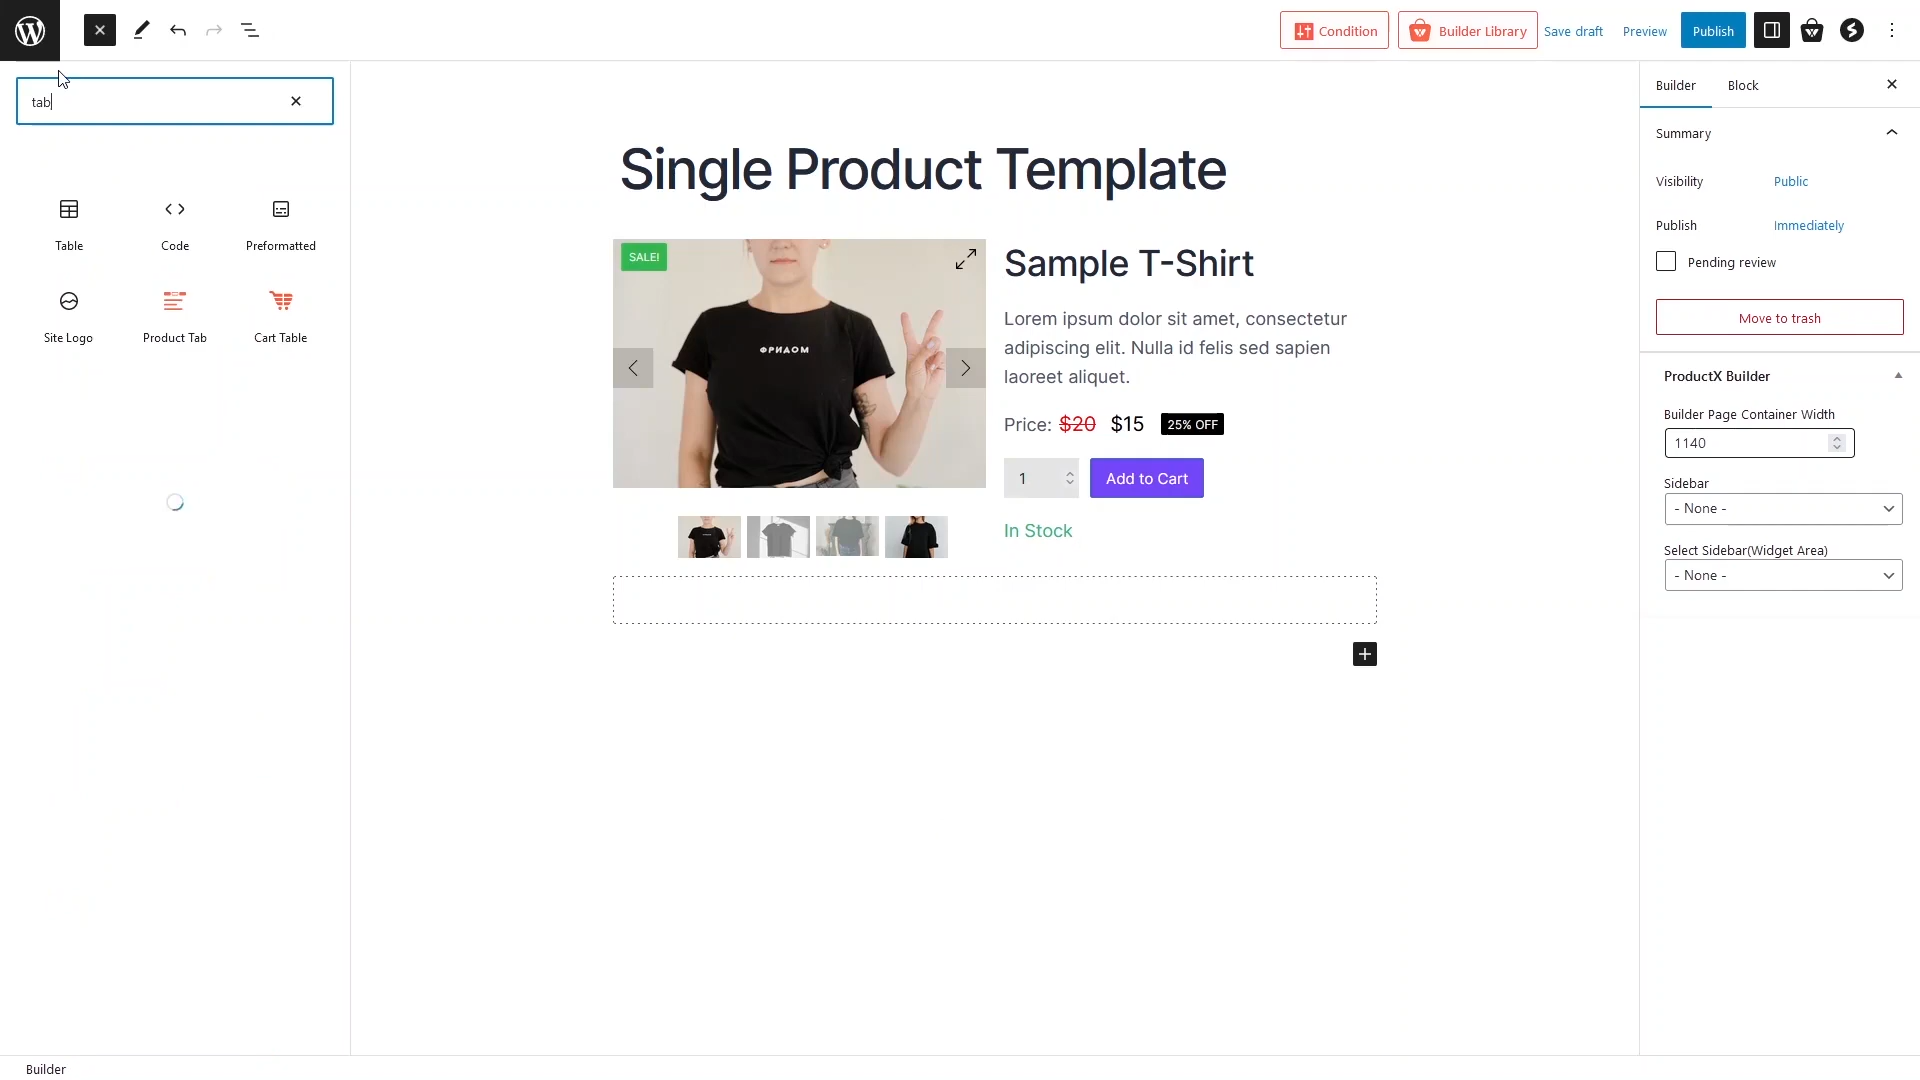 Condition
Builder Library
Save draft
Preview
Publish
tab
Table
Code
Preformatted
Site Logo
Product Tab
Cart Table
Single Product Template
SALE!
ФРИДОМ
Sample T-Shirt
Lorem ipsum dolor sit amet, consectetur
adipiscing elit. Nulla id felis sed sapien
laoreet aliquet.
Price: $20 $15 25% OFF
1
Add to Cart
In Stock
Builder
Block
Summary
Visibility
Public
Publish
Immediately
Pending review
Move to trash
ProductX Builder
Builder Page Container Width
1140
Sidebar
- None -
Select Sidebar(Widget Area)
- None -
Builder